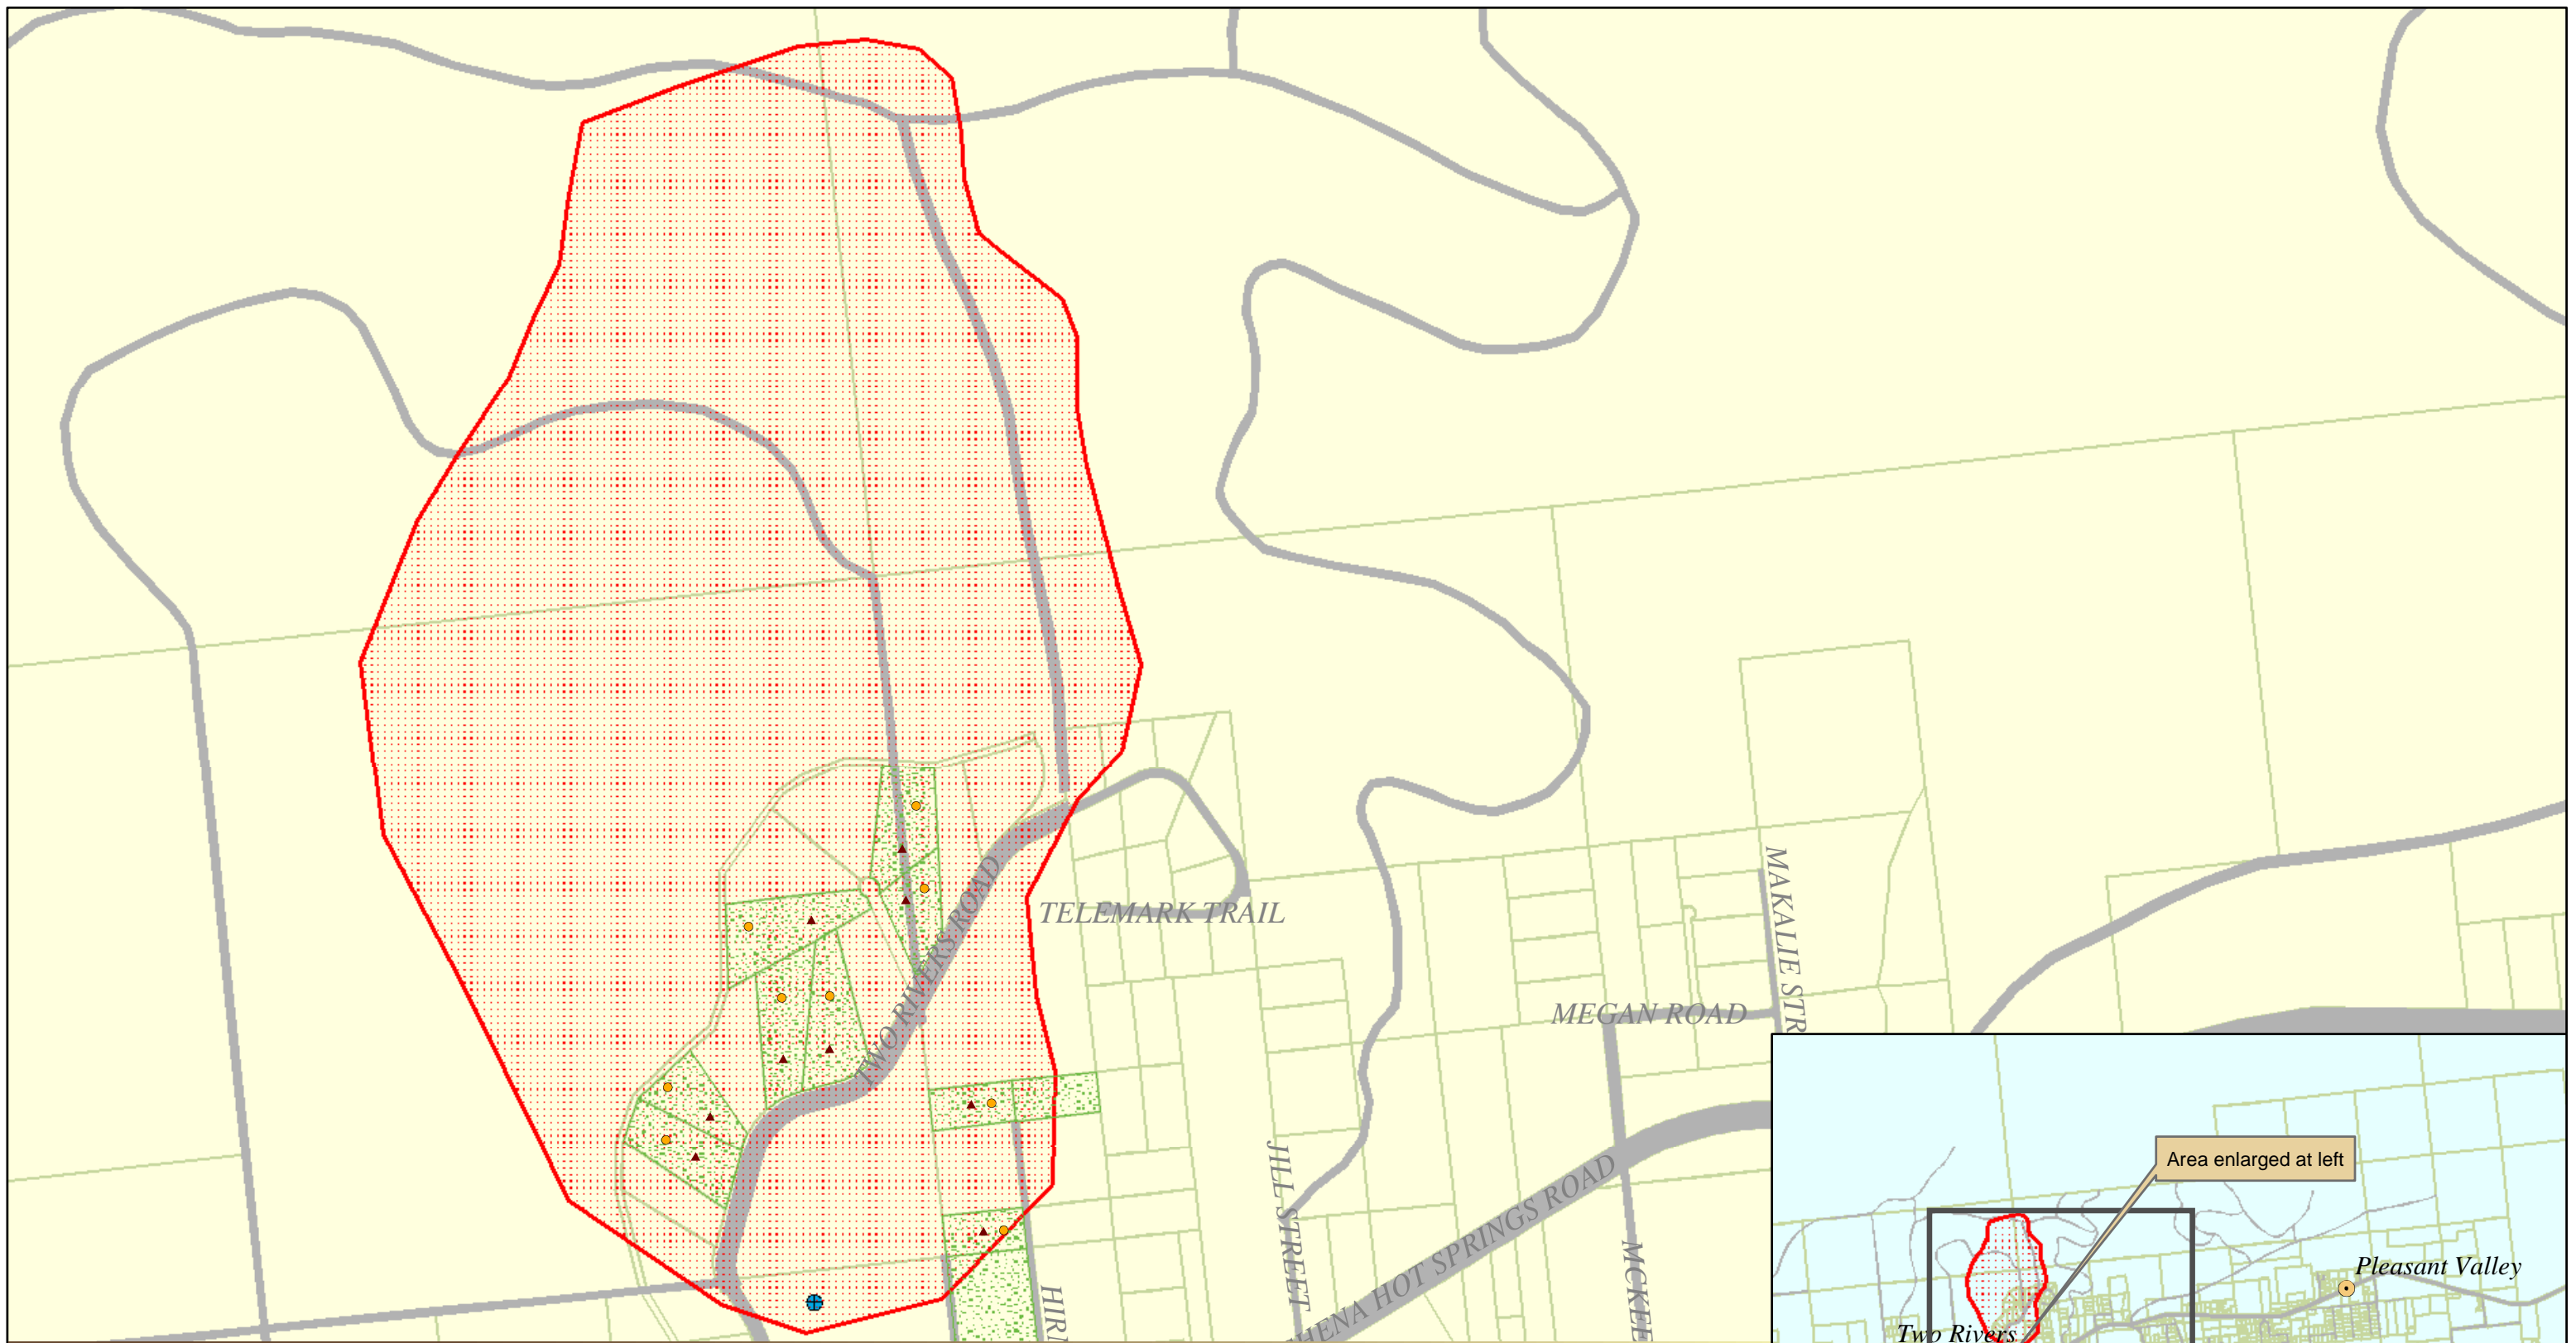 TWO RIVERS ROAD
TELEMARK TRAIL
MAKALIE STR
MEGAN ROAD
JILL STREET
HENA HOT SPRINGS ROAD
MCKEE
Area enlarged at left
Pleasant Valley
Two Rivers